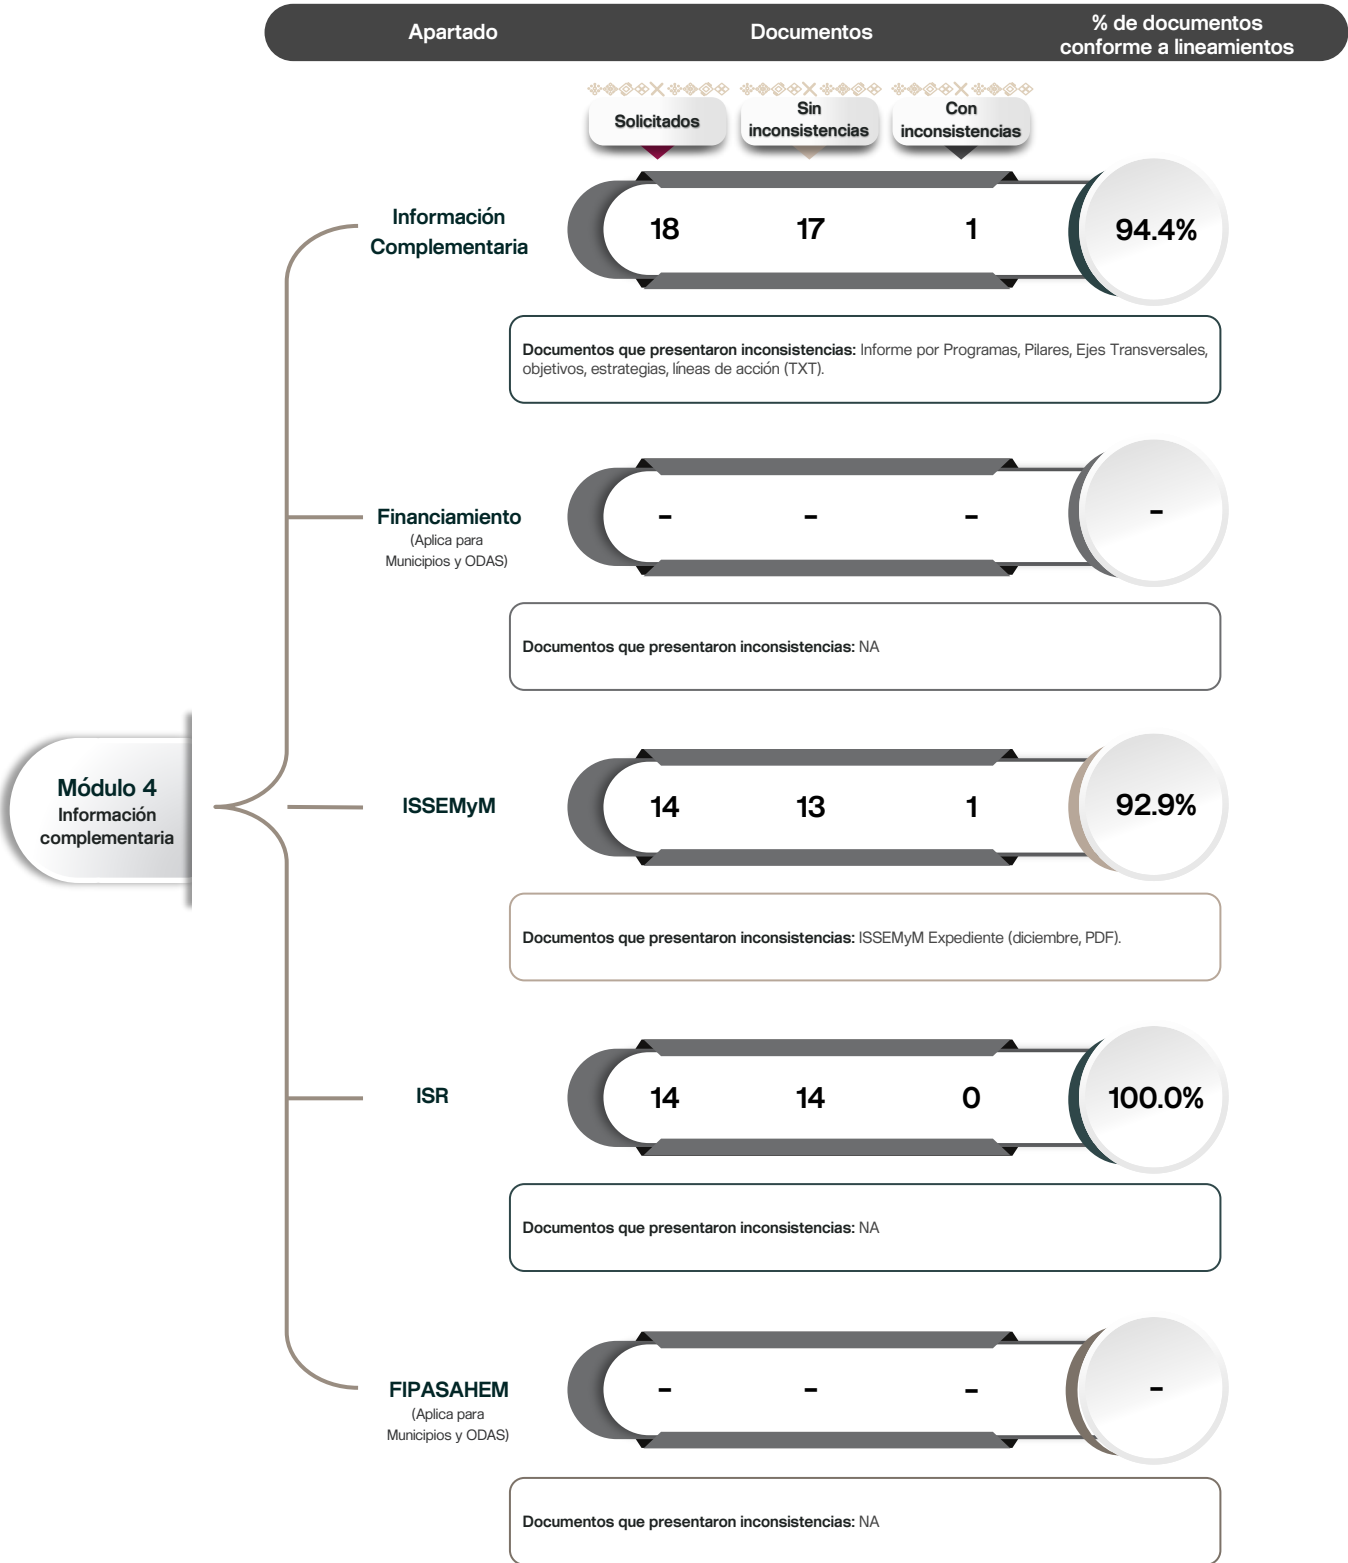 Apartado
Documentos
% de documentos
conforme a lineamientos
Solicitados
Sin
inconsistencias
Con
inconsistencias
Módulo 4
Información
complementaria
Información
Complementaria
18
17
1
94.4%
Documentos que presentaron inconsistencias: Informe por Programas, Pilares, Ejes Transversales,
objetivos, estrategias, líneas de acción (TXT).
Financiamiento
(Aplica para
Municipios y ODAS)
-
-
-
-
Documentos que presentaron inconsistencias: NA
ISSEMyM
14
13
1
92.9%
Documentos que presentaron inconsistencias: ISSEMyM Expediente (diciembre, PDF).
ISR
14
14
0
100.0%
Documentos que presentaron inconsistencias: NA
FIPASAHEM
(Aplica para
Municipios y ODAS)
-
-
-
-
Documentos que presentaron inconsistencias: NA